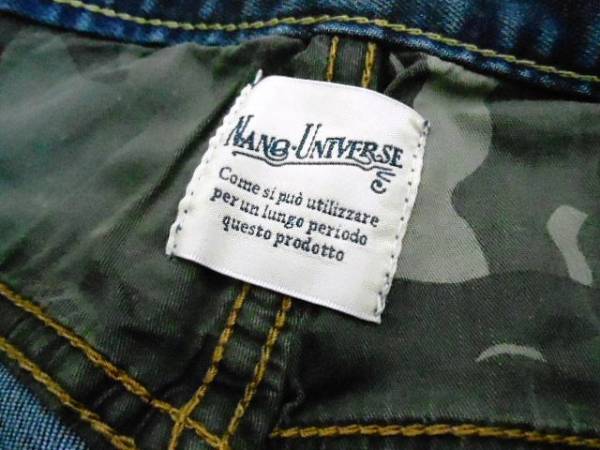 NANO·UNIVERSE
Come si può utilizzare
per un lungo periodo
questo prodotto